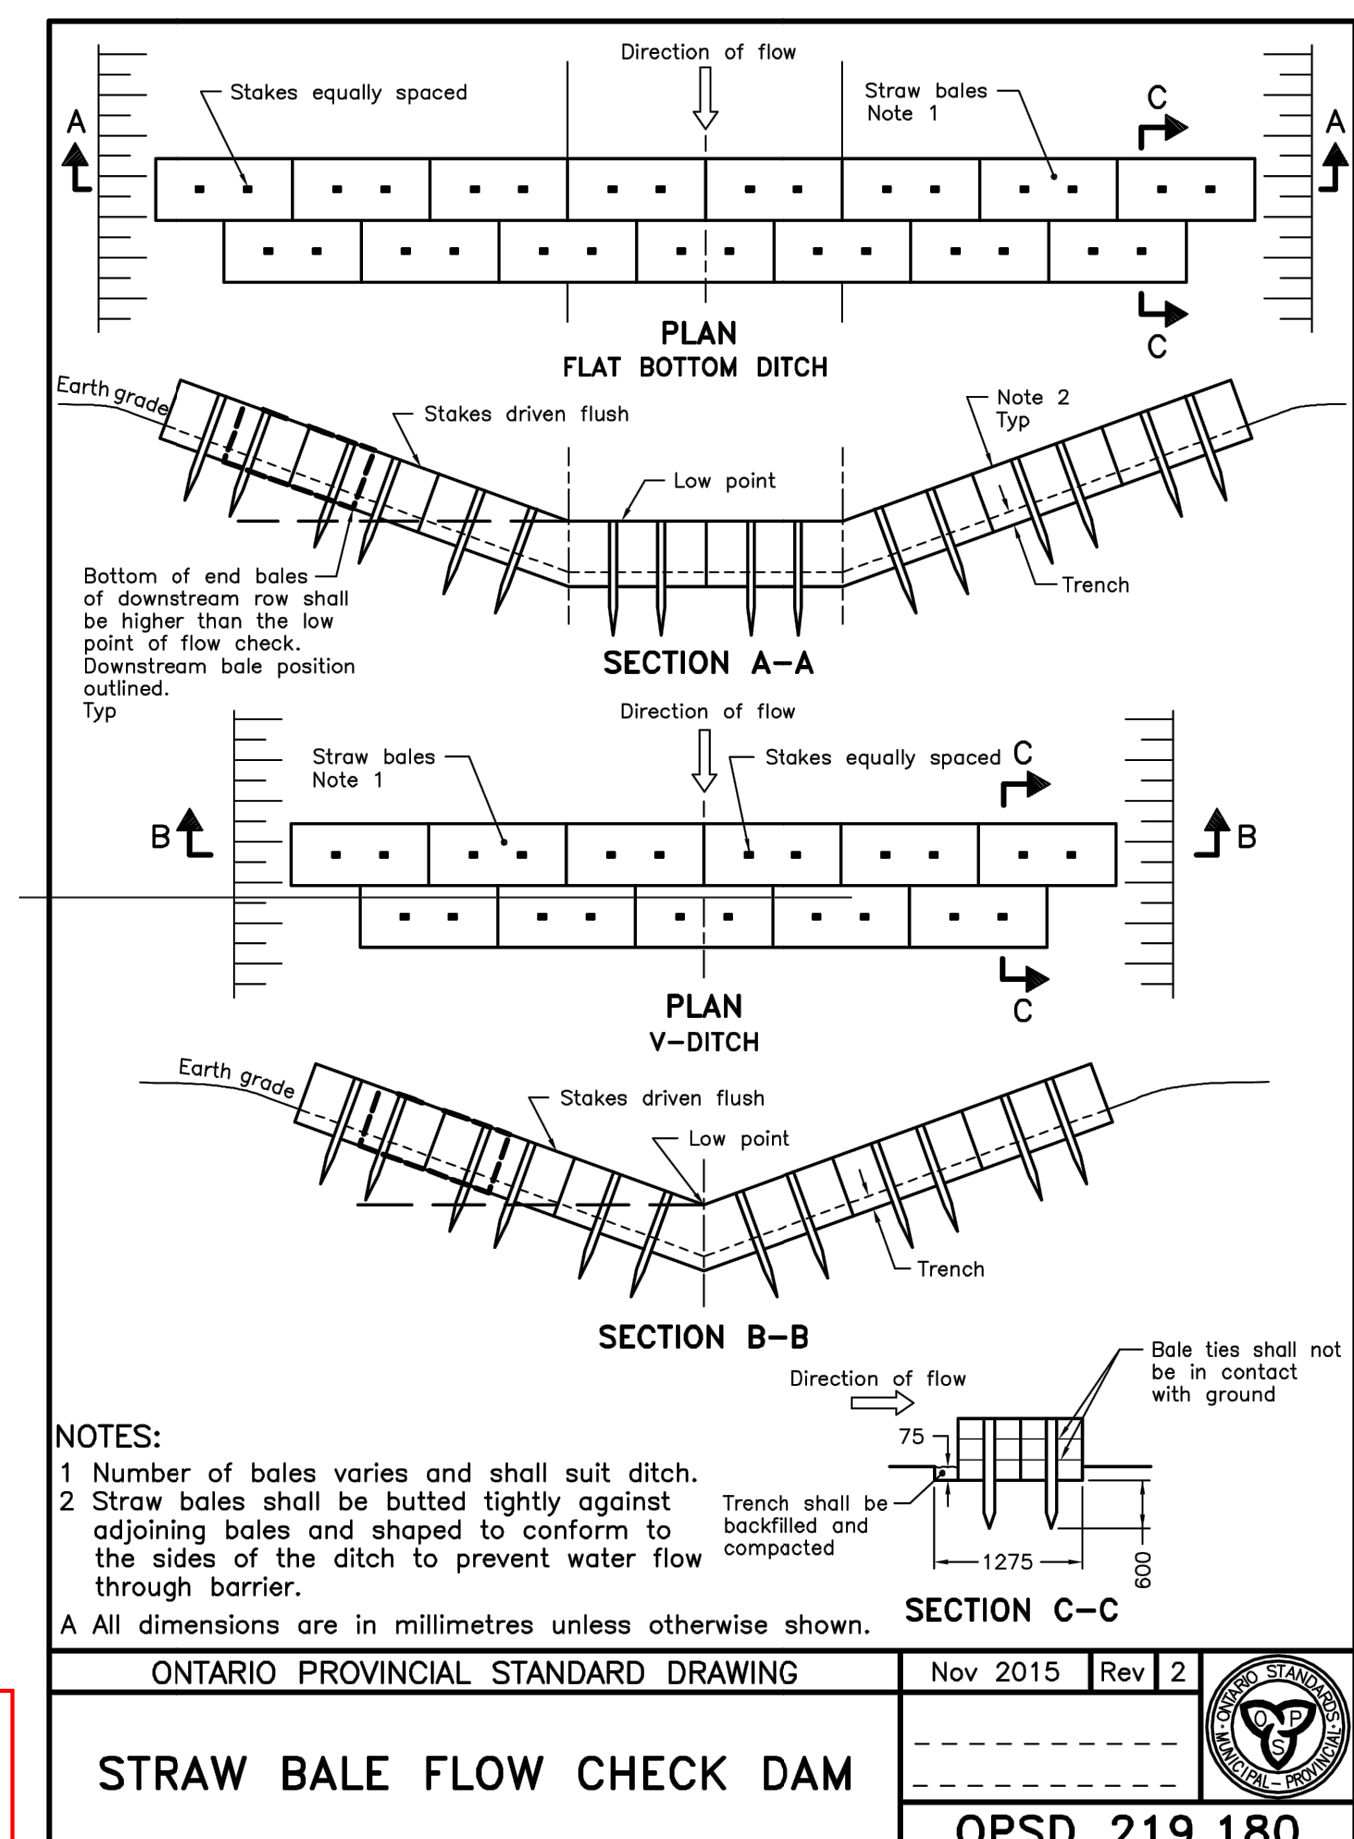 Direction of flow
Stakes equally spaced
Straw bales
Note 1
C
A
A
C
PLAN
FLAT BOTTOM DITCH
Earth grade
Stakes driven flush
Note 2
Typ
Low point
Trench
Bottom of end bales
of downstream row shall
be higher than the low
point of flow check.
Downstream bale position
outlined.
Typ
SECTION A-A
Direction of flow
Straw bales
Note 1
Stakes equally spaced
C
B
B
C
PLAN
V-DITCH
Earth grade
Stakes driven flush
Low point
Trench
SECTION B-B
Direction of flow
Bale ties shall not
be in contact
with ground
75
Trench shall be
backfilled and
compacted
1275
600
SECTION C-C
NOTES:
1 Number of bales varies and shall suit ditch.
2 Straw bales shall be butted tightly against
adjoining bales and shaped to conform to
the sides of the ditch to prevent water flow
through barrier.
A All dimensions are in millimetres unless otherwise shown.
ONTARIO PROVINCIAL STANDARD DRAWING
Nov 2015
Rev
2
STRAW BALE FLOW CHECK DAM
ONTARIO STANDARDS
MUNICIPAL-PROVINCIAL
OPS
OPSD 219.180